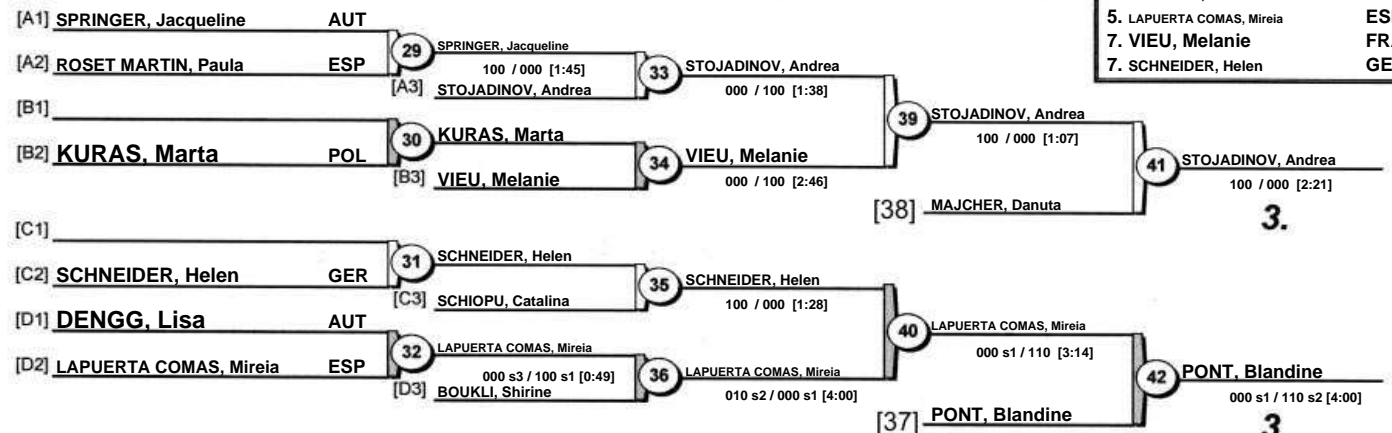 [A1] SPRINGER, Jacqueline AUT
[A2] ROSET MARTIN, Paula ESP
29 SPRINGER, Jacqueline
100 / 000 [1:45]
[A3] STOJADINOV, Andrea
33 STOJADINOV, Andrea
000 / 100 [1:38]
[B1]
[B2] KURAS, Marta POL
30 KURAS, Marta
[B3] VIEU, Melanie
34 VIEU, Melanie
000 / 100 [2:46]
39 STOJADINOV, Andrea
100 / 000 [1:07]
[38] MAJCHER, Danuta
41 STOJADINOV, Andrea
100 / 000 [2:21]
3.
[C1]
[C2] SCHNEIDER, Helen GER
31 SCHNEIDER, Helen
[C3] SCHIOPU, Catalina
35 SCHNEIDER, Helen
100 / 000 [1:28]
[D1] DENGG, Lisa AUT
[D2] LAPUERTA COMAS, Mireia ESP
32 LAPUERTA COMAS, Mireia
000 s3 / 100 s1 [0:49]
[D3] BOUKLI, Shirine
36 LAPUERTA COMAS, Mireia
010 s2 / 000 s1 [4:00]
40 LAPUERTA COMAS, Mireia
000 s1 / 110 [3:14]
[37] PONT, Blandine
42 PONT, Blandine
000 s1 / 110 s2 [4:00]
3
5. LAPUERTA COMAS, Mireia ES
7. VIEU, Melanie FR
7. SCHNEIDER, Helen GE